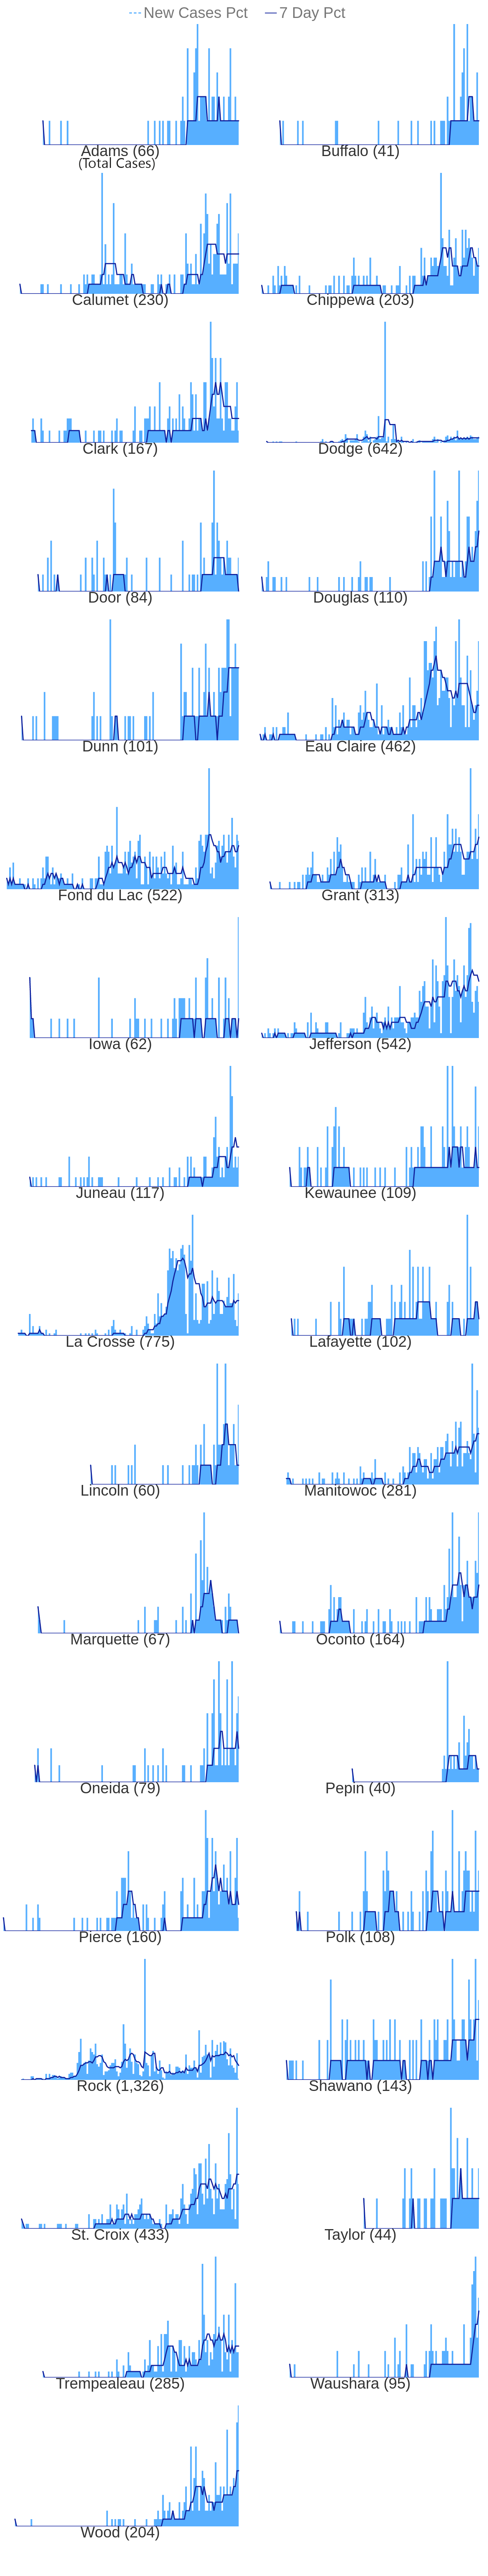 New Cases Pct 7 Day Pct
Adams (66) Buffalo (41)
(Total Cases)
Calumet (230) Chippewa (203)
Clark (167) Dodge (642)
Door (84) Douglas (110)
Dunn (101) Eau Claire (462)
Fond du Lac (522) Grant (313)
Iowa (62) Jefferson (542)
Juneau (117) Kewaunee (109)
La Crosse (775) Lafayette (102)
Lincoln (60) Manitowoc (281)
Marquette (67) Oconto (164)
Oneida (79) Pepin (40)
Pierce (160) Polk (108)
Rock (1,326) Shawano (143)
St. Croix (433) Taylor (44)
Trempealeau (285) Waushara (95)
Wood (204)